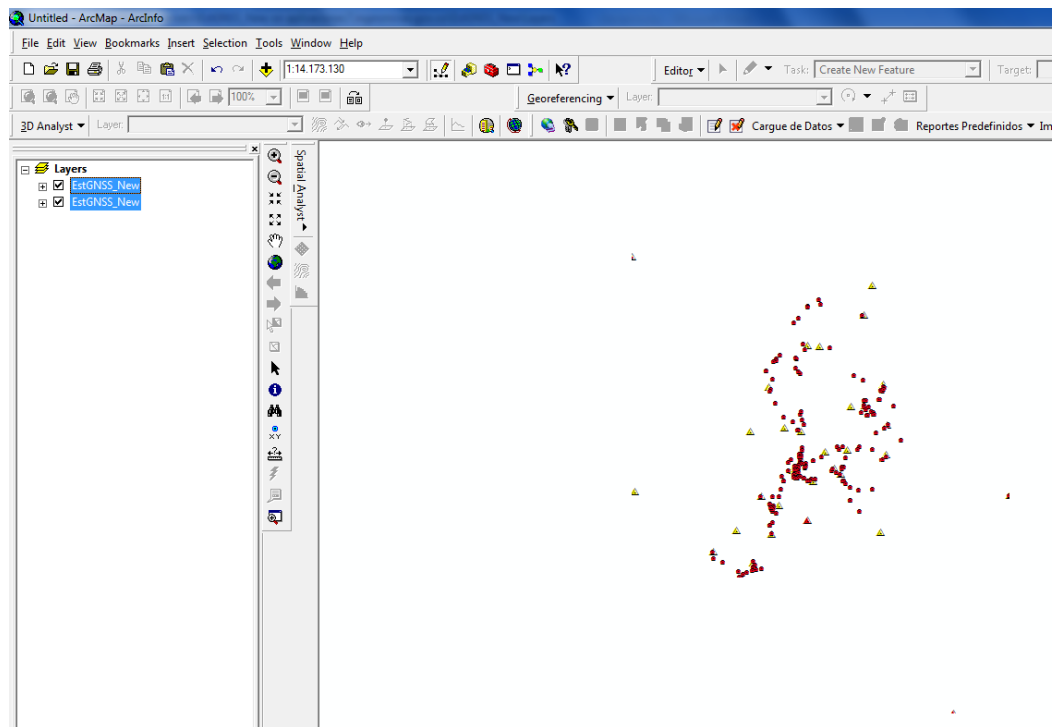 Untitled - ArcMap - ArcInfo
File Edit View Bookmarks Insert Selection Tools Window Help
1:14.173.130
Editor
Task: Create New Feature
Target:
100%
Georeferencing
Layer:
3D Analyst
Layer:
Cargue de Datos
Reportes Predefinidos
Im
Layers
EstGNSS_New
EstGNSS_New
Spatial Analyst
XY